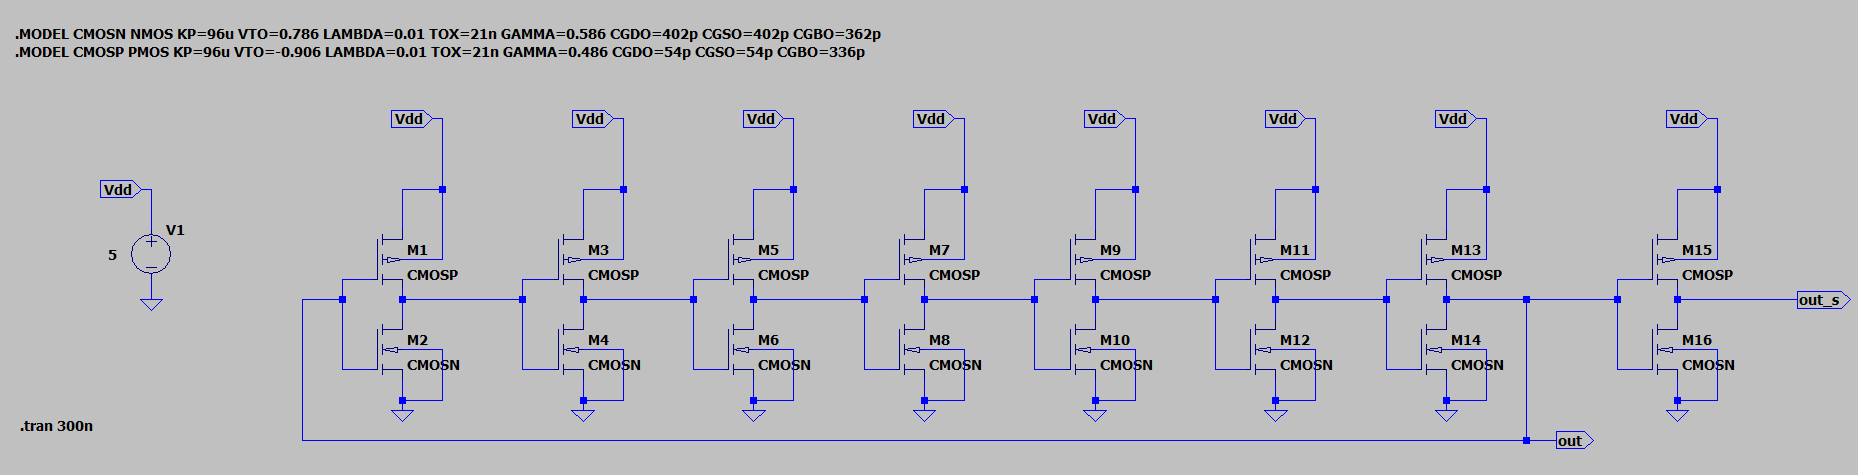 .MODEL CMOSN NMOS KP=96u VTO=0.786 LAMBDA=0.01 TOX=21n GAMMA=0.586 CGDO=402p CGSO=402p CGBO=362p
.MODEL CMOSP PMOS KP=96u VTO=-0.906 LAMBDA=0.01 TOX=21n GAMMA=0.486 CGDO=54p CGSO=54p CGBO=336p
Vdd Vdd Vdd Vdd Vdd Vdd Vdd Vdd
Vdd
V1
5
M1 M3 M5 M7 M9 M11 M13 M15
CMOSP CMOSP CMOSP CMOSP CMOSP CMOSP CMOSP CMOSP
out_s
M2 M4 M6 M8 M10 M12 M14 M16
CMOSN CMOSN CMOSN CMOSN CMOSN CMOSN CMOSN CMOSN
.tran 300n
out